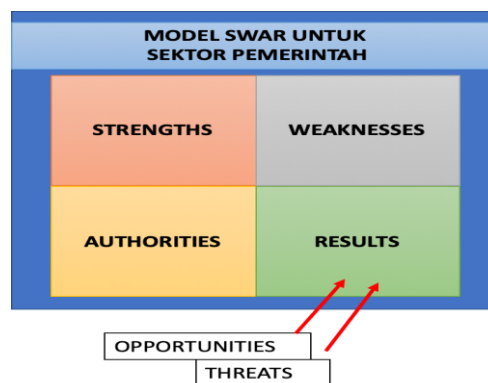 MODEL SWAR UNTUK
SEKTOR PEMERINTAH
STRENGTHS
WEAKNESSES
AUTHORITIES
RESULTS
OPPORTUNITIES
THREATS